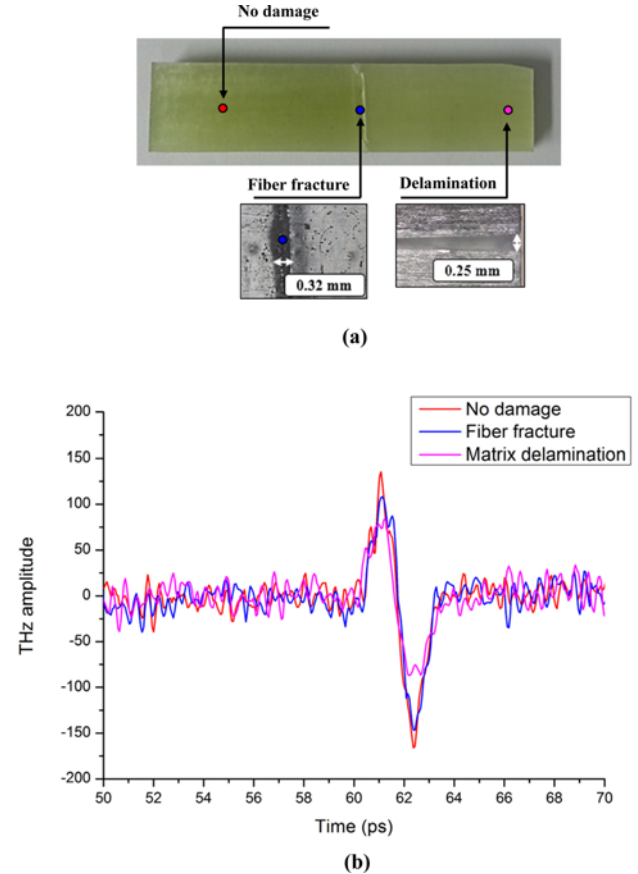 No damage
Fiber fracture
Delamination
0.32 mm
0.25 mm
(a)
200
150
100
50
0
-50
-100
-150
-200
THz amplitude
No damage
Fiber fracture
Matrix delamination
50 52 54 56 58 60 62 64 66 68 70
Time (ps)
(b)